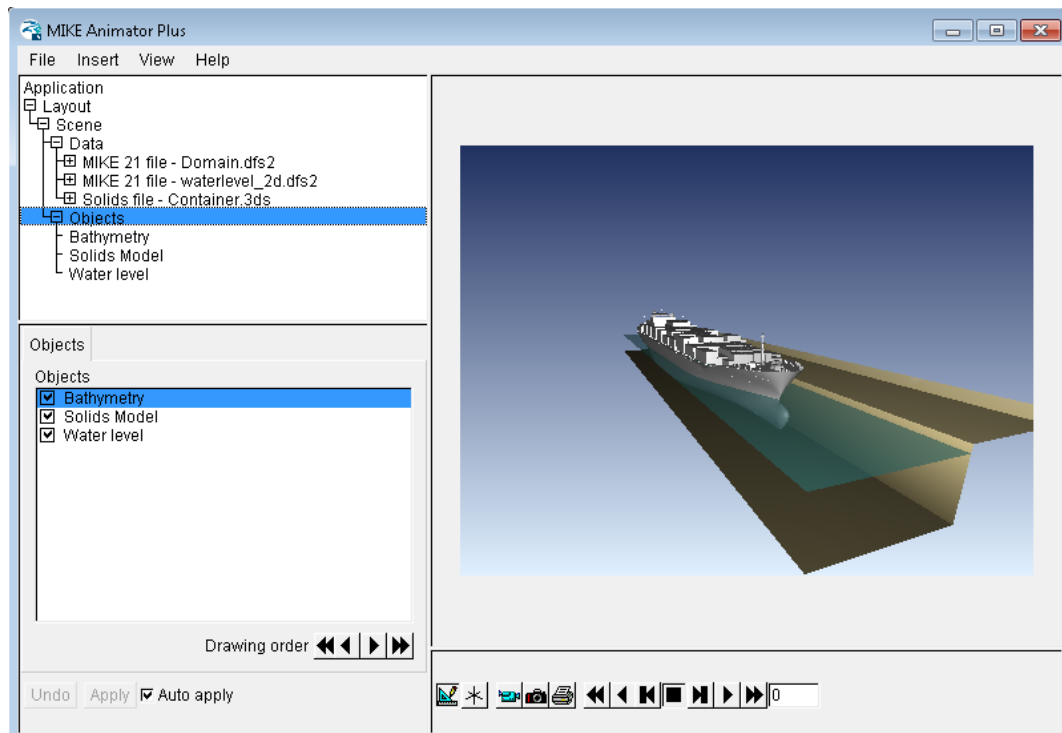 MIKE Animator Plus
File Insert View Help
Application
Layout
Scene
Data
MIKE 21 file - Domain.dfs2
MIKE 21 file - waterlevel_2d.dfs2
Solids file - Container.3ds
Objects
Bathymetry
Solids Model
Water level
Objects
Objects
Bathymetry
Solids Model
Water level
Drawing order
Undo Apply Auto apply
0